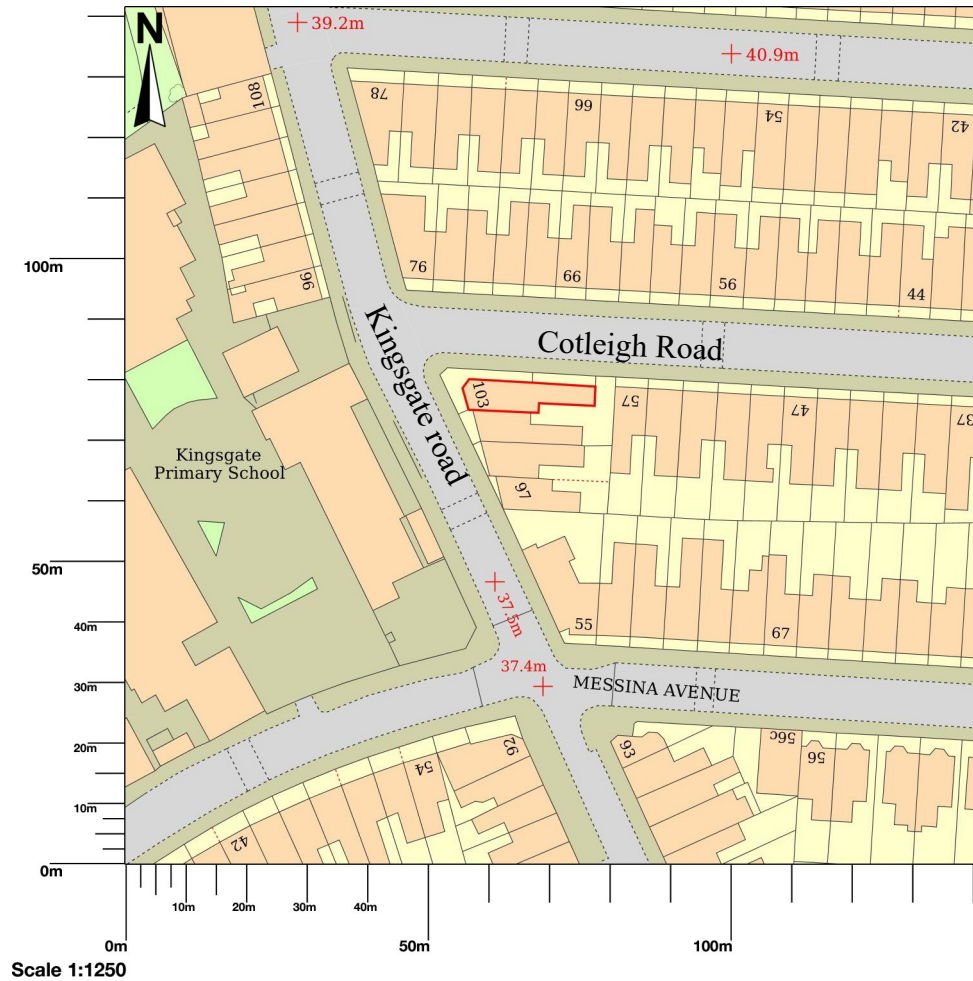 N
39.2m
40.9m
108
78
66
54
42
96
76
66
56
44
100m
Kingsgate road
Cotleigh Road
103
57
47
37
Kingsgate
Primary School
97
50m
37.5m
40m
55
67
37.4m
30m
MESSINA AVENUE
20m
92
93
56c
56
54
10m
42
0m
10m
20m
30m
40m
0m
50m
100m
Scale 1:1250